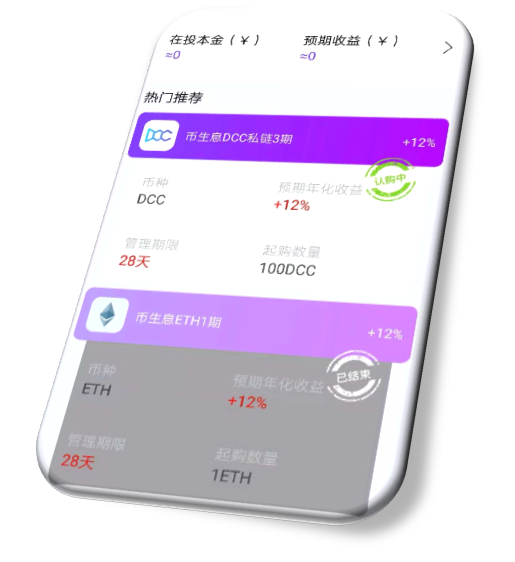 在投本金（¥） 预期收益（¥）
≈0 ≈0
热门推荐
DCC 币生息DCC私链3期 +12%
认购中
币种 预期年化收益
DCC +12%
管理期限 起购数量
28天 100DCC
币生息ETH1期 +12%
已结束
币种 预期年化收益
ETH +12%
管理期限 起购数量
28天 1ETH